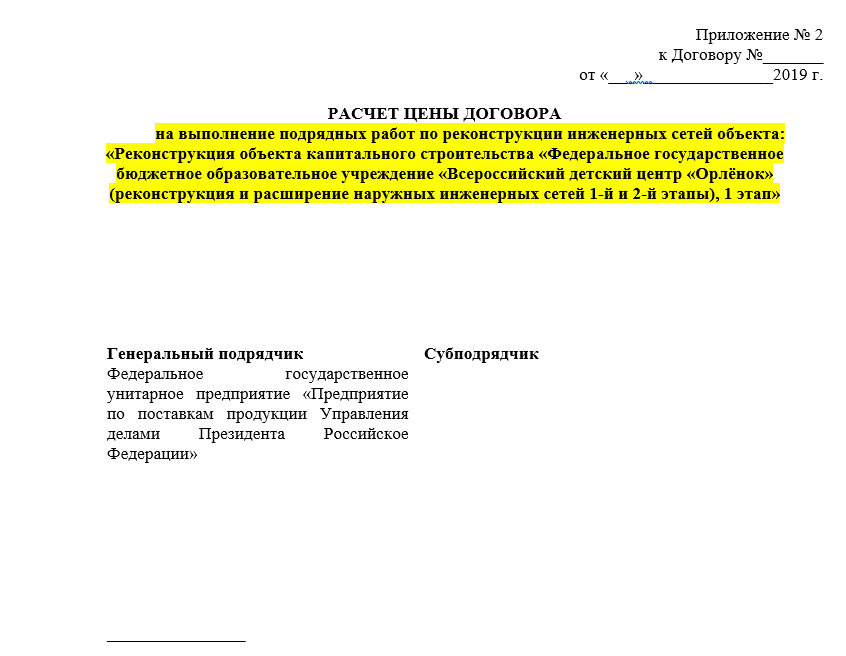 Приложение № 2
к Договору №_______
от «___»______________2019 г.
РАСЧЕТ ЦЕНЫ ДОГОВОРА
на выполнение подрядных работ по реконструкции инженерных сетей объекта:
«Реконструкция объекта капитального строительства «Федеральное государственное
бюджетное образовательное учреждение «Всероссийский детский центр «Орлёнок»
(реконструкция и расширение наружных инженерных сетей 1-й и 2-й этапы), 1 этап»
Генеральный подрядчик
Федеральное государственное
унитарное предприятие «Предприятие
по поставкам продукции Управления
делами Президента Российское
Федерации»
Субподрядчик
________________